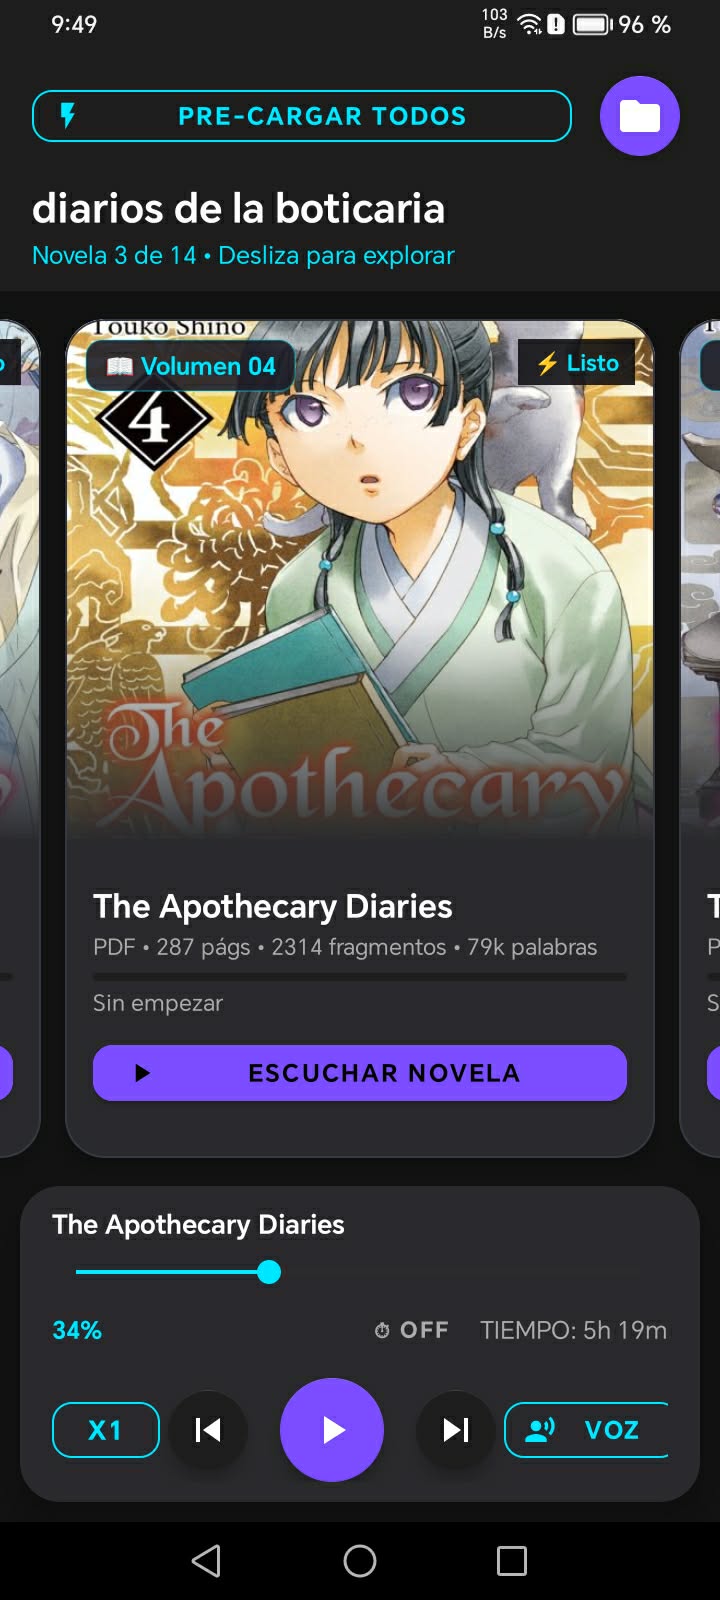 9:49
103 B/s
96 %
PRE-CARGAR TODOS
diarios de la boticaria
Novela 3 de 14 • Desliza para explorar
Touko Shino
📖 Volumen 04
⚡ Listo
4
The
Apothecary
The Apothecary Diaries
PDF • 287 págs • 2314 fragmentos • 79k palabras
Sin empezar
ESCUCHAR NOVELA
The Apothecary Diaries
34%
⏱ OFF
TIEMPO: 5h 19m
X1
VOZ